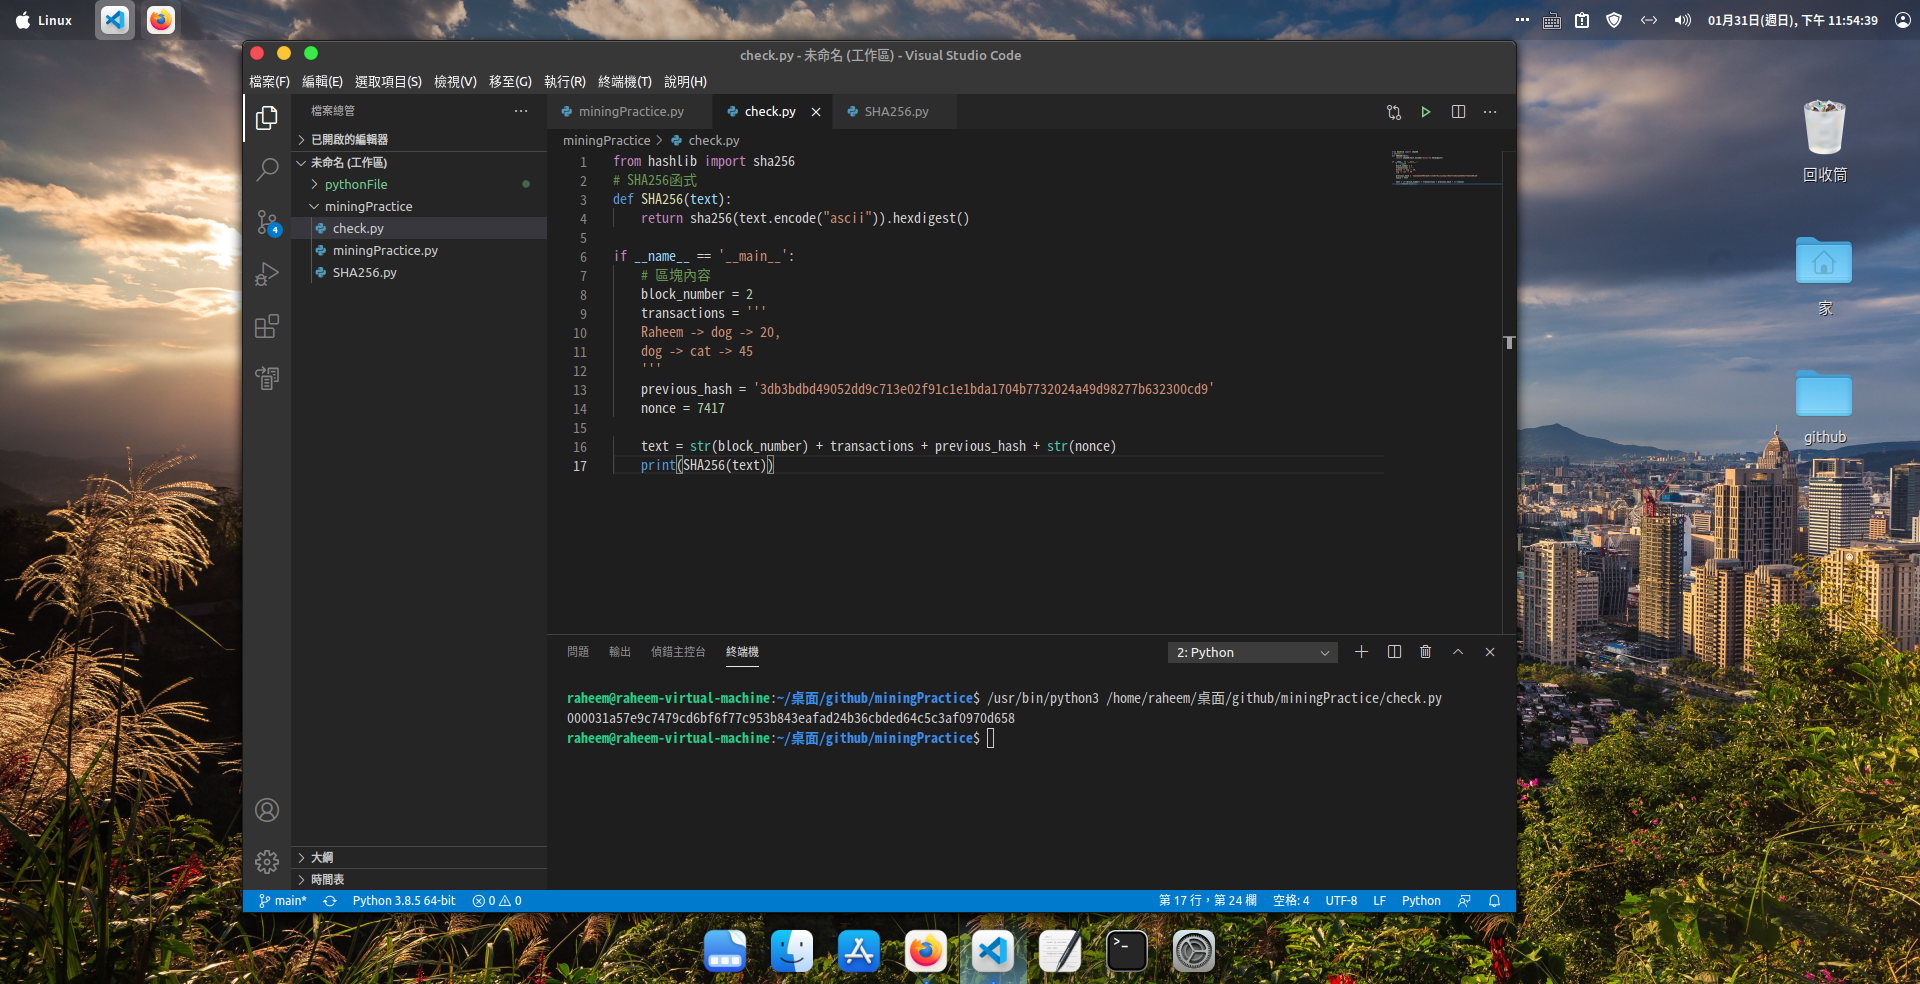 Linux
01月31日(週日), 下午 11:54:39
check.py - 未命名 (工作區) - Visual Studio Code
檔案(F) 編輯(E) 選取項目(S) 檢視(V) 移至(G) 執行(R) 終端機(T) 說明(H)
檔案總管
已開啟的編輯器
未命名 (工作區)
pythonFile
miningPractice
check.py
miningPractice.py
SHA256.py
4
大綱
時間表
miningPractice.py check.py SHA256.py
miningPractice > check.py
1 from hashlib import sha256
2 # SHA256函式
3 def SHA256(text):
4 return sha256(text.encode("ascii")).hexdigest()
5
6 if __name__ == '__main__':
7 # 區塊內容
8 block_number = 2
9 transactions = '''
10 Raheem -> dog -> 20,
11 dog -> cat -> 45
12 '''
13 previous_hash = '3db3bdbd49052dd9c713e02f91c1e1bda1704b7732024a49d98277b632300cd9'
14 nonce = 7417
15
16 text = str(block_number) + transactions + previous_hash + str(nonce)
17 print(SHA256(text))
問題 輸出 偵錯主控台 終端機
2: Python
raheem@raheem-virtual-machine:~/桌面/github/miningPractice$ /usr/bin/python3 /home/raheem/桌面/github/miningPractice/check.py
000031a57e9c7479cd6bf6f77c953b843eafad24b36cbded64c5c3af0970d658
raheem@raheem-virtual-machine:~/桌面/github/miningPractice$
main* Python 3.8.5 64-bit 0 0 第 17 行，第 24 欄 空格: 4 UTF-8 LF Python
回收筒
家
github